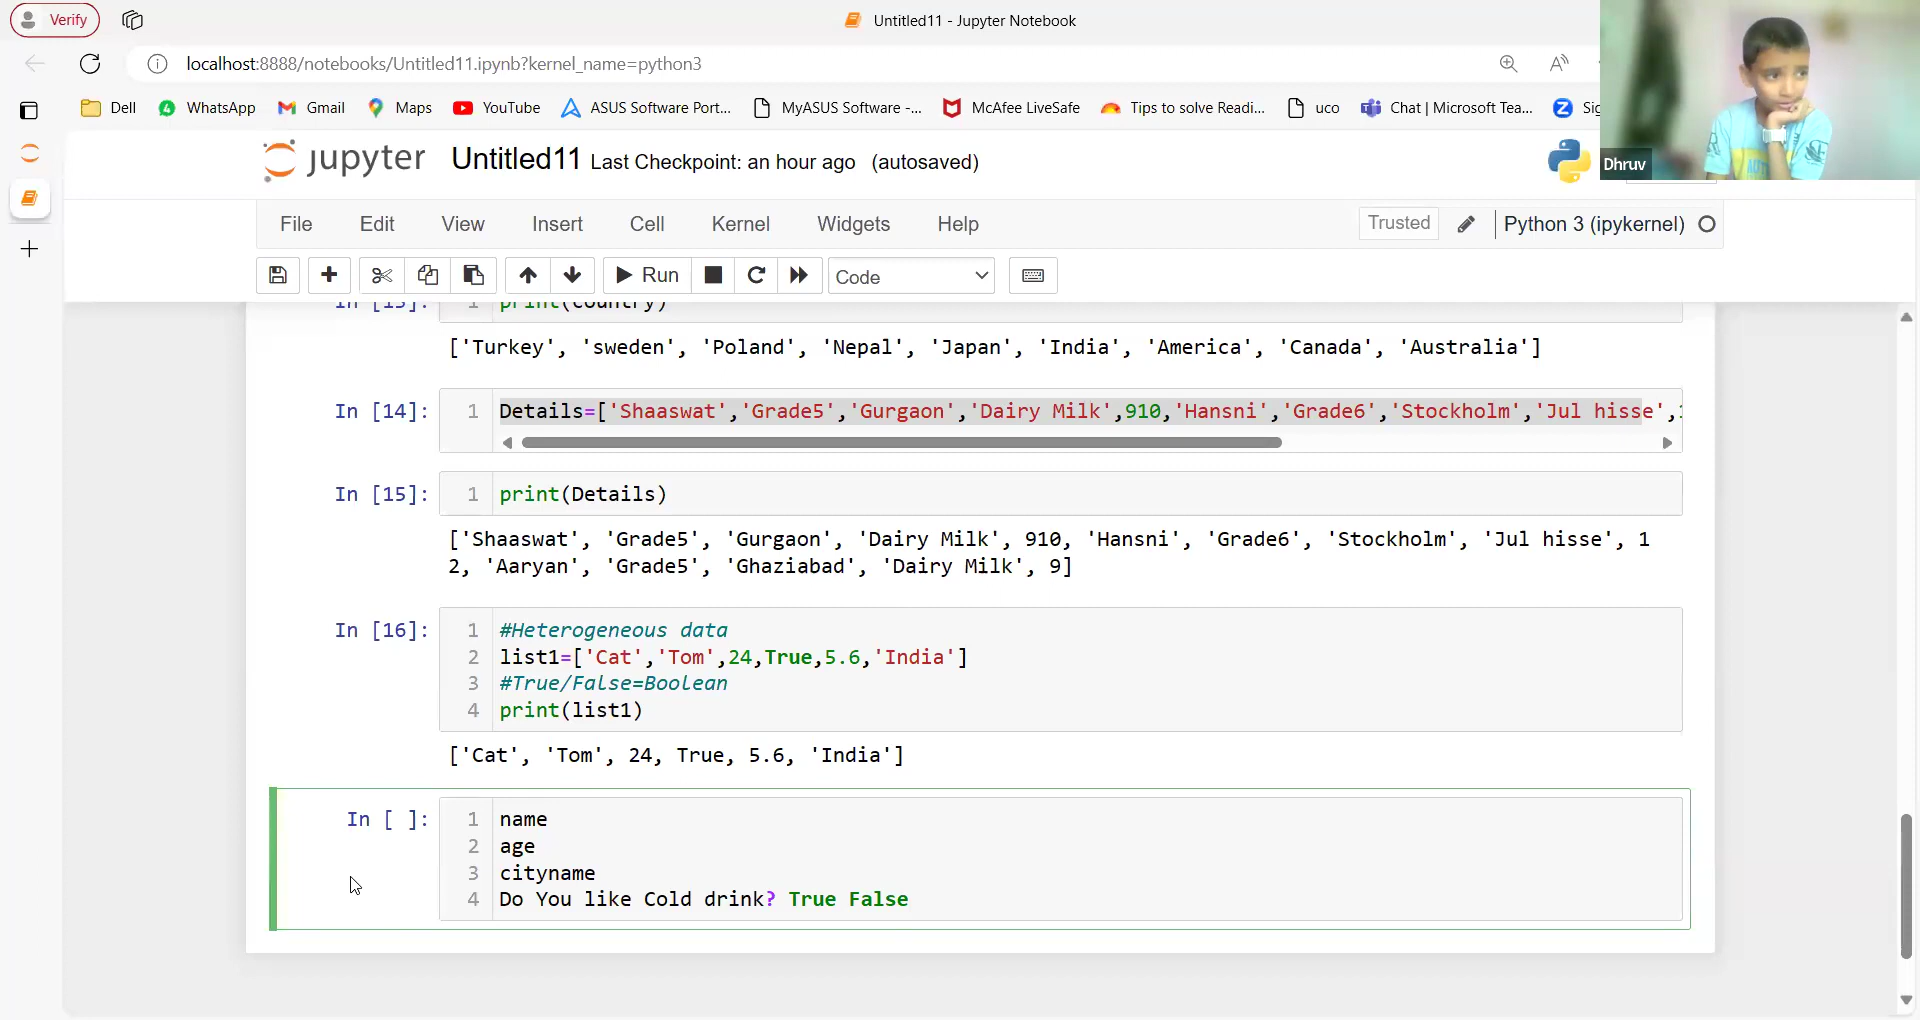 Verify
Untitled11 - Jupyter Notebook
localhost:8888/notebooks/Untitled11.ipynb?kernel_name=python3
Dell WhatsApp Gmail Maps YouTube ASUS Software Port... MyASUS Software -... McAfee LiveSafe Tips to solve Readi... uco Chat | Microsoft Tea...
Dhruv
jupyter Untitled11 Last Checkpoint: an hour ago (autosaved)
File Edit View Insert Cell Kernel Widgets Help Trusted Python 3 (ipykernel)
Run Code
In [13]: 1 print(country)
['Turkey', 'sweden', 'Poland', 'Nepal', 'Japan', 'India', 'America', 'Canada', 'Australia']
In [14]: 1 Details=['Shaaswat','Grade5','Gurgaon','Dairy Milk',910,'Hansni','Grade6','Stockholm','Jul hisse',
In [15]: 1 print(Details)
['Shaaswat', 'Grade5', 'Gurgaon', 'Dairy Milk', 910, 'Hansni', 'Grade6', 'Stockholm', 'Jul hisse', 1
2, 'Aaryan', 'Grade5', 'Ghaziabad', 'Dairy Milk', 9]
In [16]: 1 #Heterogeneous data
2 list1=['Cat','Tom',24,True,5.6,'India']
3 #True/False=Boolean
4 print(list1)
['Cat', 'Tom', 24, True, 5.6, 'India']
In [ ]: 1 name
2 age
3 cityname
4 Do You like Cold drink? True False